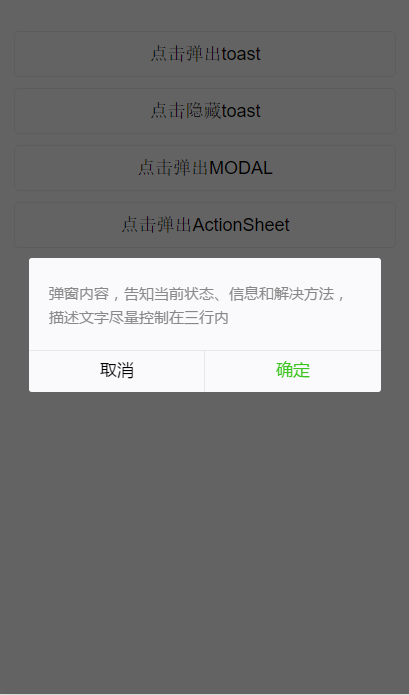 点击弹出toast
点击隐藏toast
点击弹出MODAL
点击弹出ActionSheet
弹窗内容，告知当前状态、信息和解决方法，
描述文字尽量控制在三行内
取消
确定